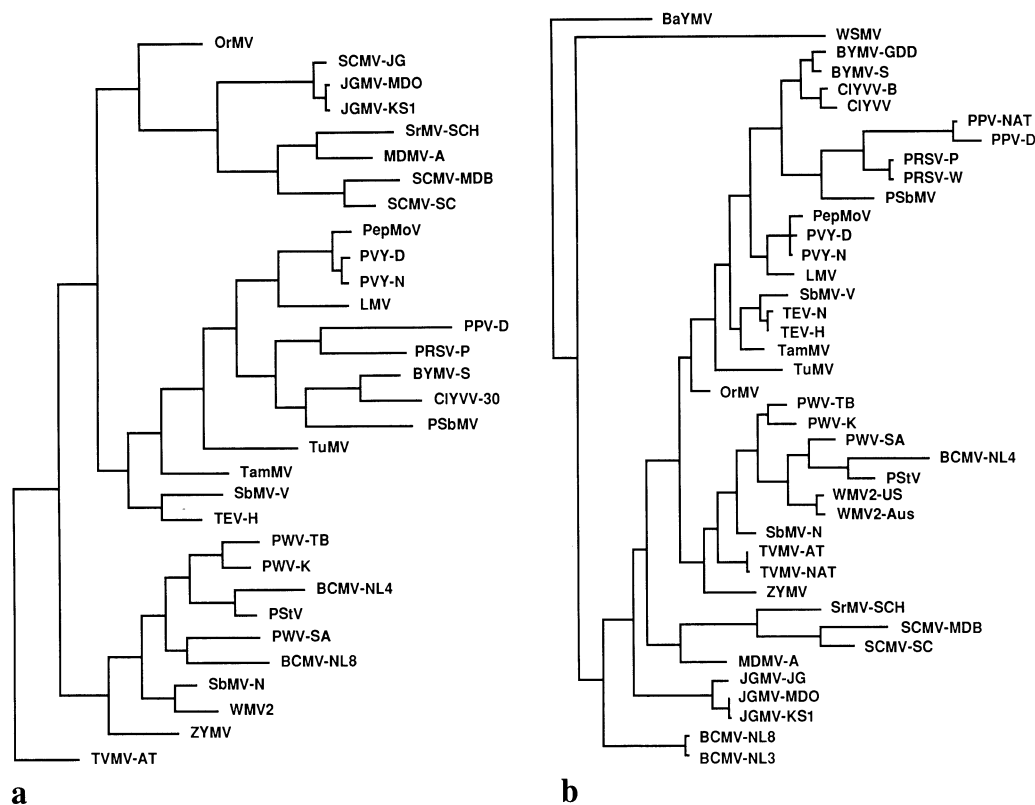 OrMV
SCMV-JG
JGMV-MDO
JGMV-KS1
SrMV-SCH
MDMV-A
SCMV-MDB
SCMV-SC
PepMoV
PVY-D
PVY-N
LMV
PPV-D
PRSV-P
BYMV-S
ClYVV-30
PSbMV
TuMV
TamMV
SbMV-V
TEV-H
PWV-TB
PWV-K
BCMV-NL4
PStV
PWV-SA
BCMV-NL8
SbMV-N
WMV2
ZYMV
TVMV-AT
a
BaYMV
WSMV
BYMV-GDD
BYMV-S
ClYVV-B
ClYVV
PPV-NAT
PPV-D
PRSV-P
PRSV-W
PSbMV
PepMoV
PVY-D
PVY-N
LMV
SbMV-V
TEV-N
TEV-H
TamMV
TuMV
OrMV
PWV-TB
PWV-K
PWV-SA
BCMV-NL4
PStV
WMV2-US
WMV2-Aus
SbMV-N
TVMV-AT
TVMV-NAT
ZYMV
SrMV-SCH
SCMV-MDB
SCMV-SC
MDMV-A
JGMV-JG
JGMV-MDO
JGMV-KS1
BCMV-NL8
BCMV-NL3
b